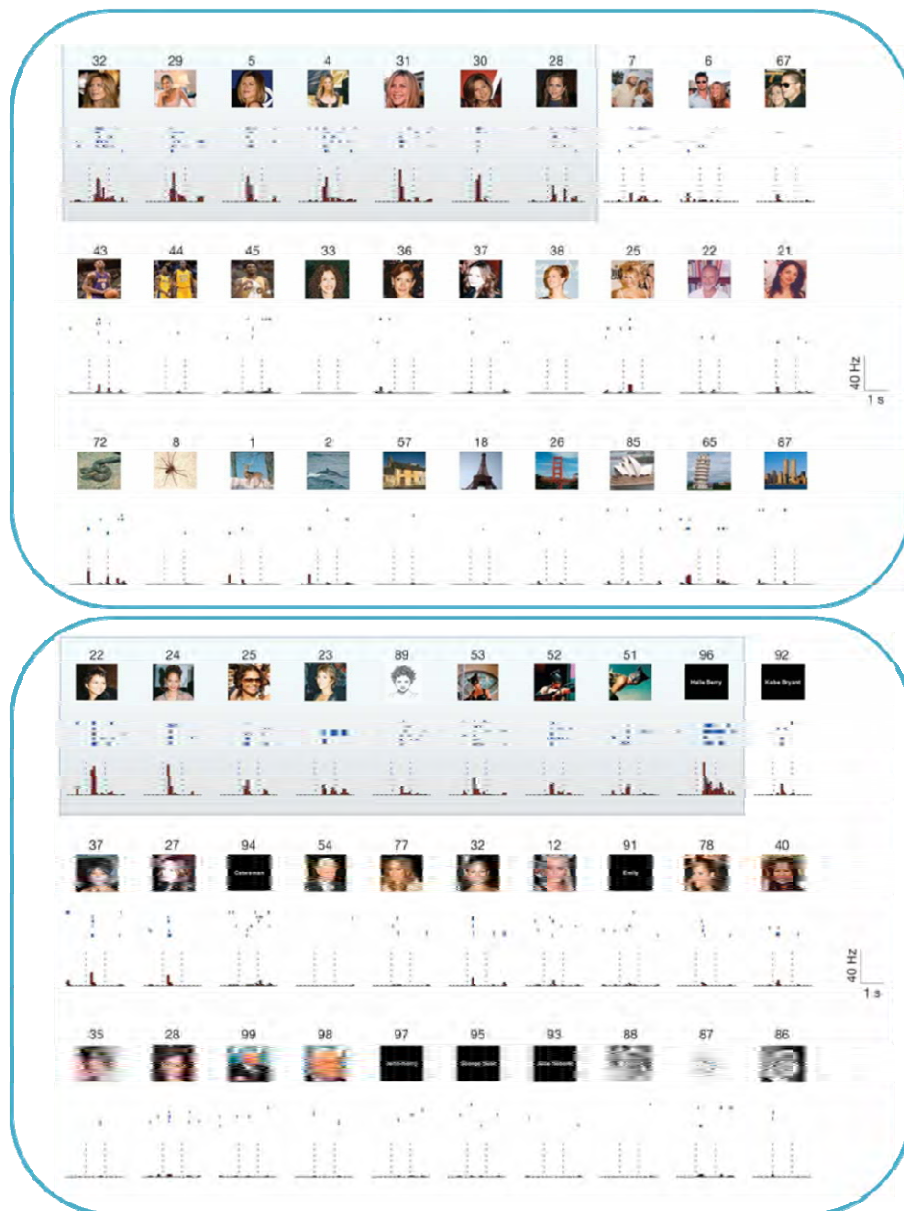 32 29 5 4 31 30 28 7 6 67
43 44 45 33 36 37 38 25 22 21
40 Hz
1 s
72 8 1 2 57 18 26 85 65 87
22 24 25 23 89 53 52 51 96 92
Halle Berry Kobe Bryant
37 27 94 54 77 32 12 91 78 40
Catwoman Emily
40 Hz
1 s
35 28 99 98 97 95 93 88 87 86